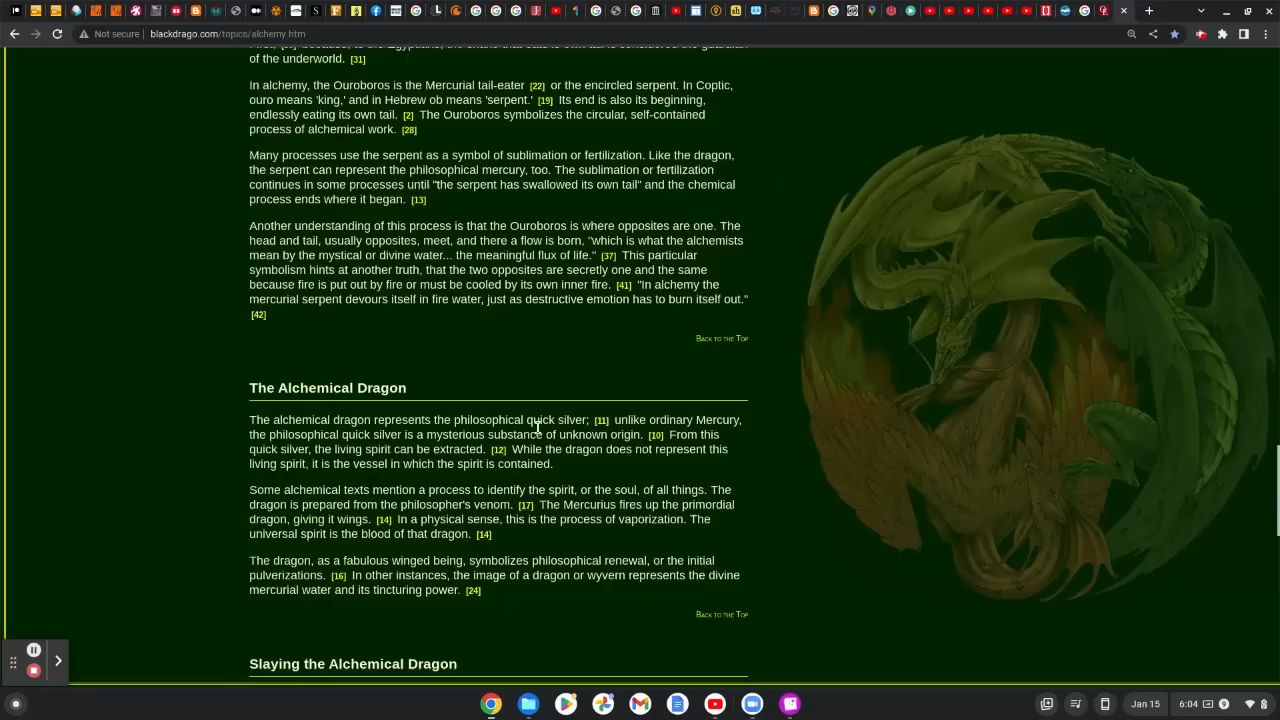 Not secure | blackdrago.com/topics/alchemy.htm
of the underworld. [31]
In alchemy, the Ouroboros is the Mercurial tail-eater [22] or the encircled serpent. In Coptic,
ouro means 'king,' and in Hebrew ob means 'serpent.' [19] Its end is also its beginning,
endlessly eating its own tail. [2] The Ouroboros symbolizes the circular, self-contained
process of alchemical work. [28]
Many processes use the serpent as a symbol of sublimation or fertilization. Like the dragon,
the serpent can represent the philosophical mercury, too. The sublimation or fertilization
continues in some processes until "the serpent has swallowed its own tail" and the chemical
process ends where it began. [13]
Another understanding of this process is that the Ouroboros is where opposites are one. The
head and tail, usually opposites, meet, and there a flow is born, "which is what the alchemists
mean by the mystical or divine water... the meaningful flux of life." [37] This particular
symbolism hints at another truth, that the two opposites are secretly one and the same
because fire is put out by fire or must be cooled by its own inner fire. [41] "In alchemy the
mercurial serpent devours itself in fire water, just as destructive emotion has to burn itself out."
[42]
Back to the Top
The Alchemical Dragon
The alchemical dragon represents the philosophical quick silver; [11] unlike ordinary Mercury,
the philosophical quick silver is a mysterious substance of unknown origin. [10] From this
quick silver, the living spirit can be extracted. [12] While the dragon does not represent this
living spirit, it is the vessel in which the spirit is contained.
Some alchemical texts mention a process to identify the spirit, or the soul, of all things. The
dragon is prepared from the philosopher's venom. [17] The Mercurius fires up the primordial
dragon, giving it wings. [14] In a physical sense, this is the process of vaporization. The
universal spirit is the blood of that dragon. [14]
The dragon, as a fabulous winged being, symbolizes philosophical renewal, or the initial
pulverizations. [16] In other instances, the image of a dragon or wyvern represents the divine
mercurial water and its tincturing power. [24]
Back to the Top
Slaying the Alchemical Dragon
Jan 15
6:04